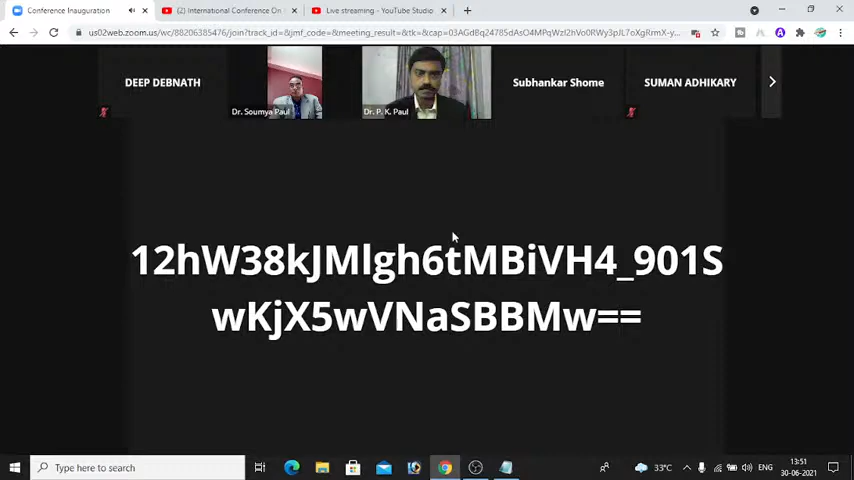 Conference Inauguration
(2) International Conference On
Live streaming - YouTube Studio
us02web.zoom.us/wc/88206385476/join?track_id=&jmf_code=&meeting_result=&tk=&cap=03AGdBq24785dAsO4MPqWzI2hVo0RWy3pJL7oXgRrmX-y...
DEEP DEBNATH
Dr. Soumya Paul
Dr. P. K. Paul
Subhankar Shome
SUMAN ADHIKARY
12hW38kJMlgh6tMBiVH4_901S
wKjX5wVNaSBBMw==
Type here to search
33°C
ENG
13:51
30-06-2021